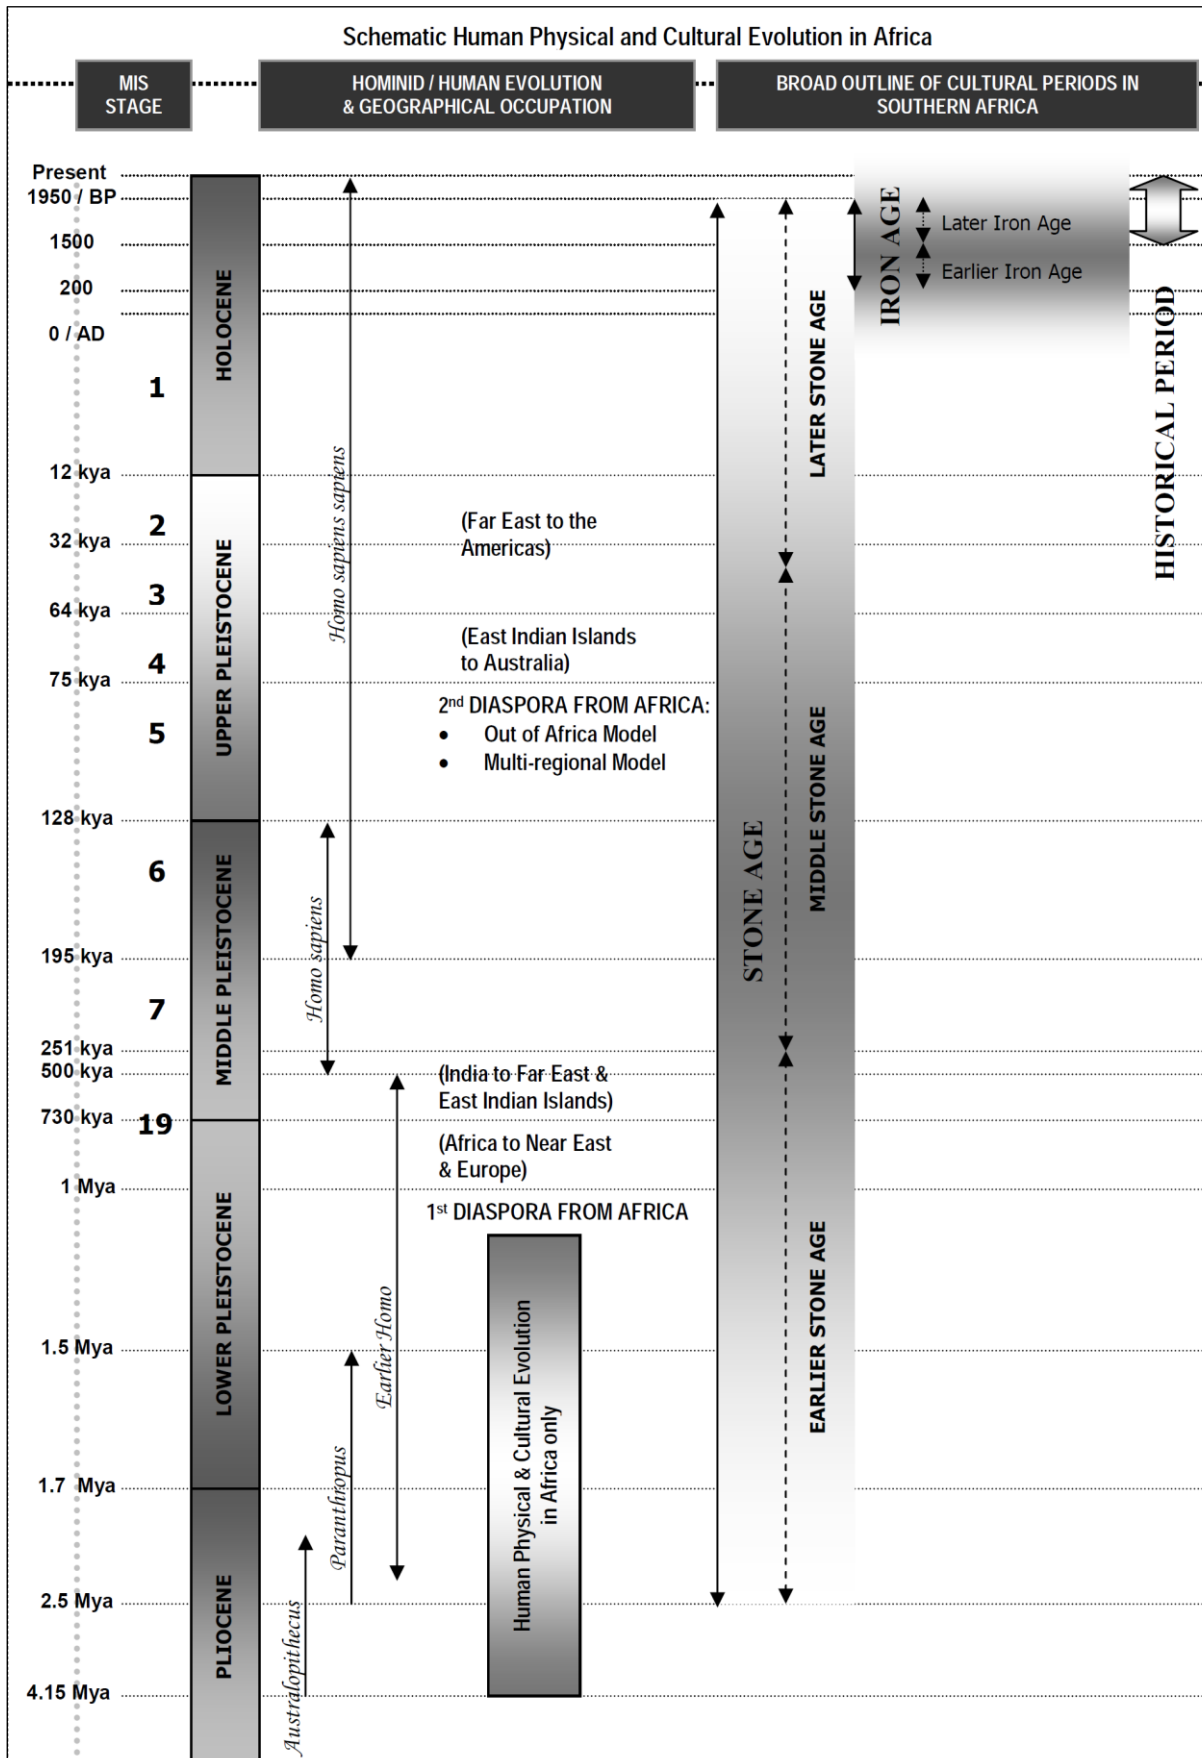 Schematic Human Physical and Cultural Evolution in Africa
MIS
STAGE
HOMINID / HUMAN EVOLUTION
& GEOGRAPHICAL OCCUPATION
BROAD OUTLINE OF CULTURAL PERIODS IN
SOUTHERN AFRICA
Present
1950 / BP
1500
200
0 / AD
12 kya
32 kya
64 kya
75 kya
128 kya
195 kya
251 kya
500 kya
730 kya
1 Mya
1.5 Mya
1.7 Mya
2.5 Mya
4.15 Mya
1
2
3
4
5
6
7
19
HOLOCENE
UPPER PLEISTOCENE
MIDDLE PLEISTOCENE
LOWER PLEISTOCENE
PLIOCENE
Homo sapiens sapiens
Homo sapiens
Earlier Homo
Paranthropus
Australopithecus
(Far East to the
Americas)
(East Indian Islands
to Australia)
2nd DIASPORA FROM AFRICA:
• Out of Africa Model
• Multi-regional Model
(India to Far East &
East Indian Islands)
(Africa to Near East
& Europe)
1st DIASPORA FROM AFRICA
Human Physical & Cultural Evolution
in Africa only
STONE AGE
LATER STONE AGE
MIDDLE STONE AGE
EARLIER STONE AGE
IRON AGE
Later Iron Age
Earlier Iron Age
HISTORICAL PERIOD